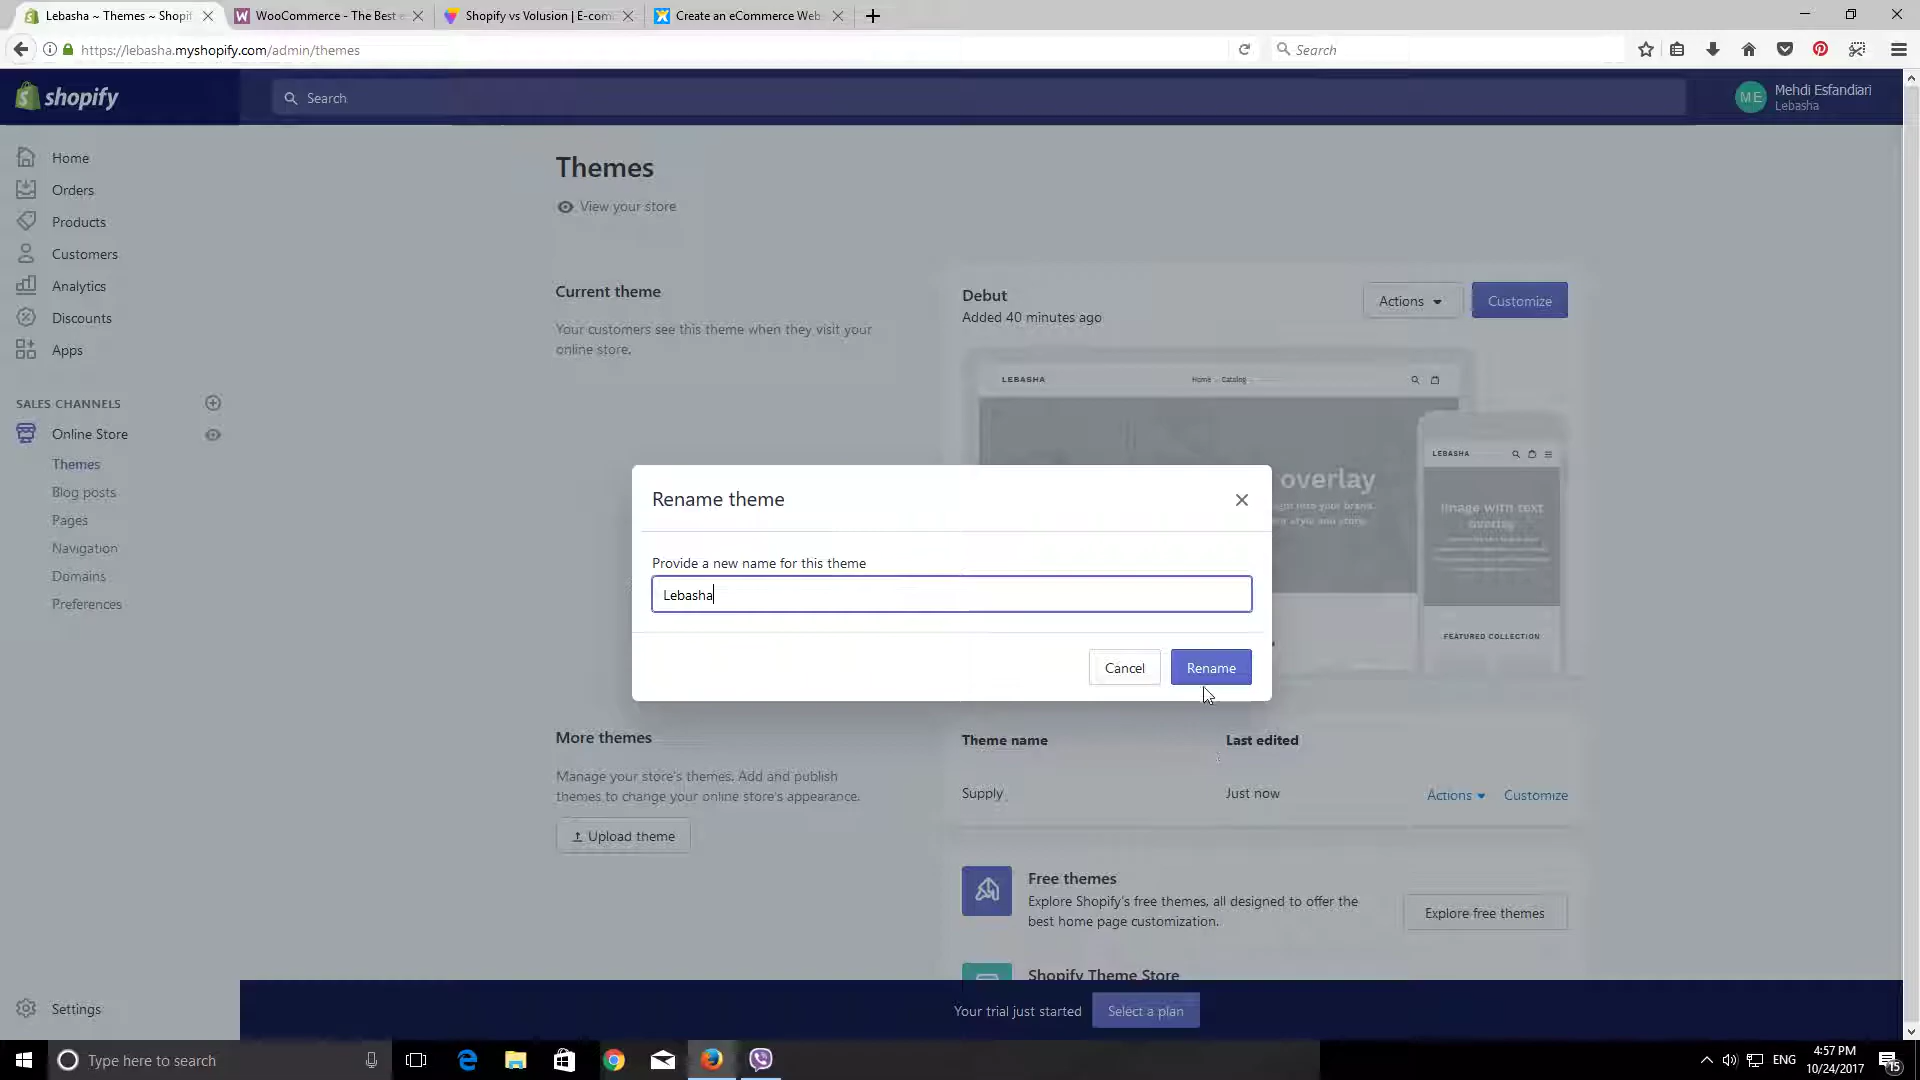 Lebasha ~ Themes ~ Shopif
WooCommerce - The Best e
Shopify vs Volusion | E-com
Create an eCommerce Web
https://lebasha.myshopify.com/admin/themes
Search
shopify
Search
ME
Mehdi Esfandiari
Lebasha
Home
Orders
Products
Customers
Analytics
Discounts
Apps
SALES CHANNELS
Online Store
Themes
Blog posts
Pages
Navigation
Domains
Preferences
Settings
Themes
View your store
Current theme
Your customers see this theme when they visit your
online store.
Debut
Added 40 minutes ago
Actions
Customize
LEBASHA
Home
Catalog
overlay
LEBASHA
Image with text
overlay
FEATURED COLLECTION
Rename theme
Provide a new name for this theme
Lebasha
Cancel
Rename
More themes
Manage your store's themes. Add and publish
themes to change your online store's appearance.
Upload theme
Theme name
Last edited
Supply
Just now
Actions
Customize
Free themes
Explore Shopify's free themes, all designed to offer the
best home page customization.
Explore free themes
Shopify Theme Store
Your trial just started
Select a plan
Type here to search
ENG
4:57 PM
10/24/2017
15